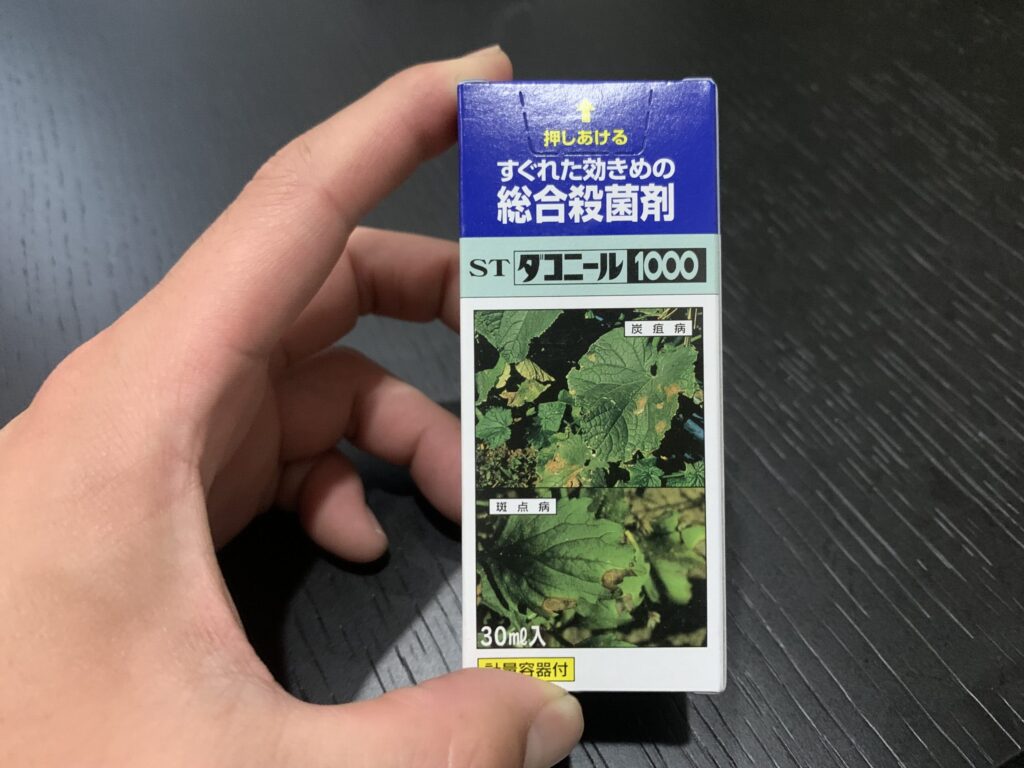 押しあける
すぐれた効きめの
総合殺菌剤
ST ダコニール 1000
炭疽病
斑点病
30mℓ入
計量容器付